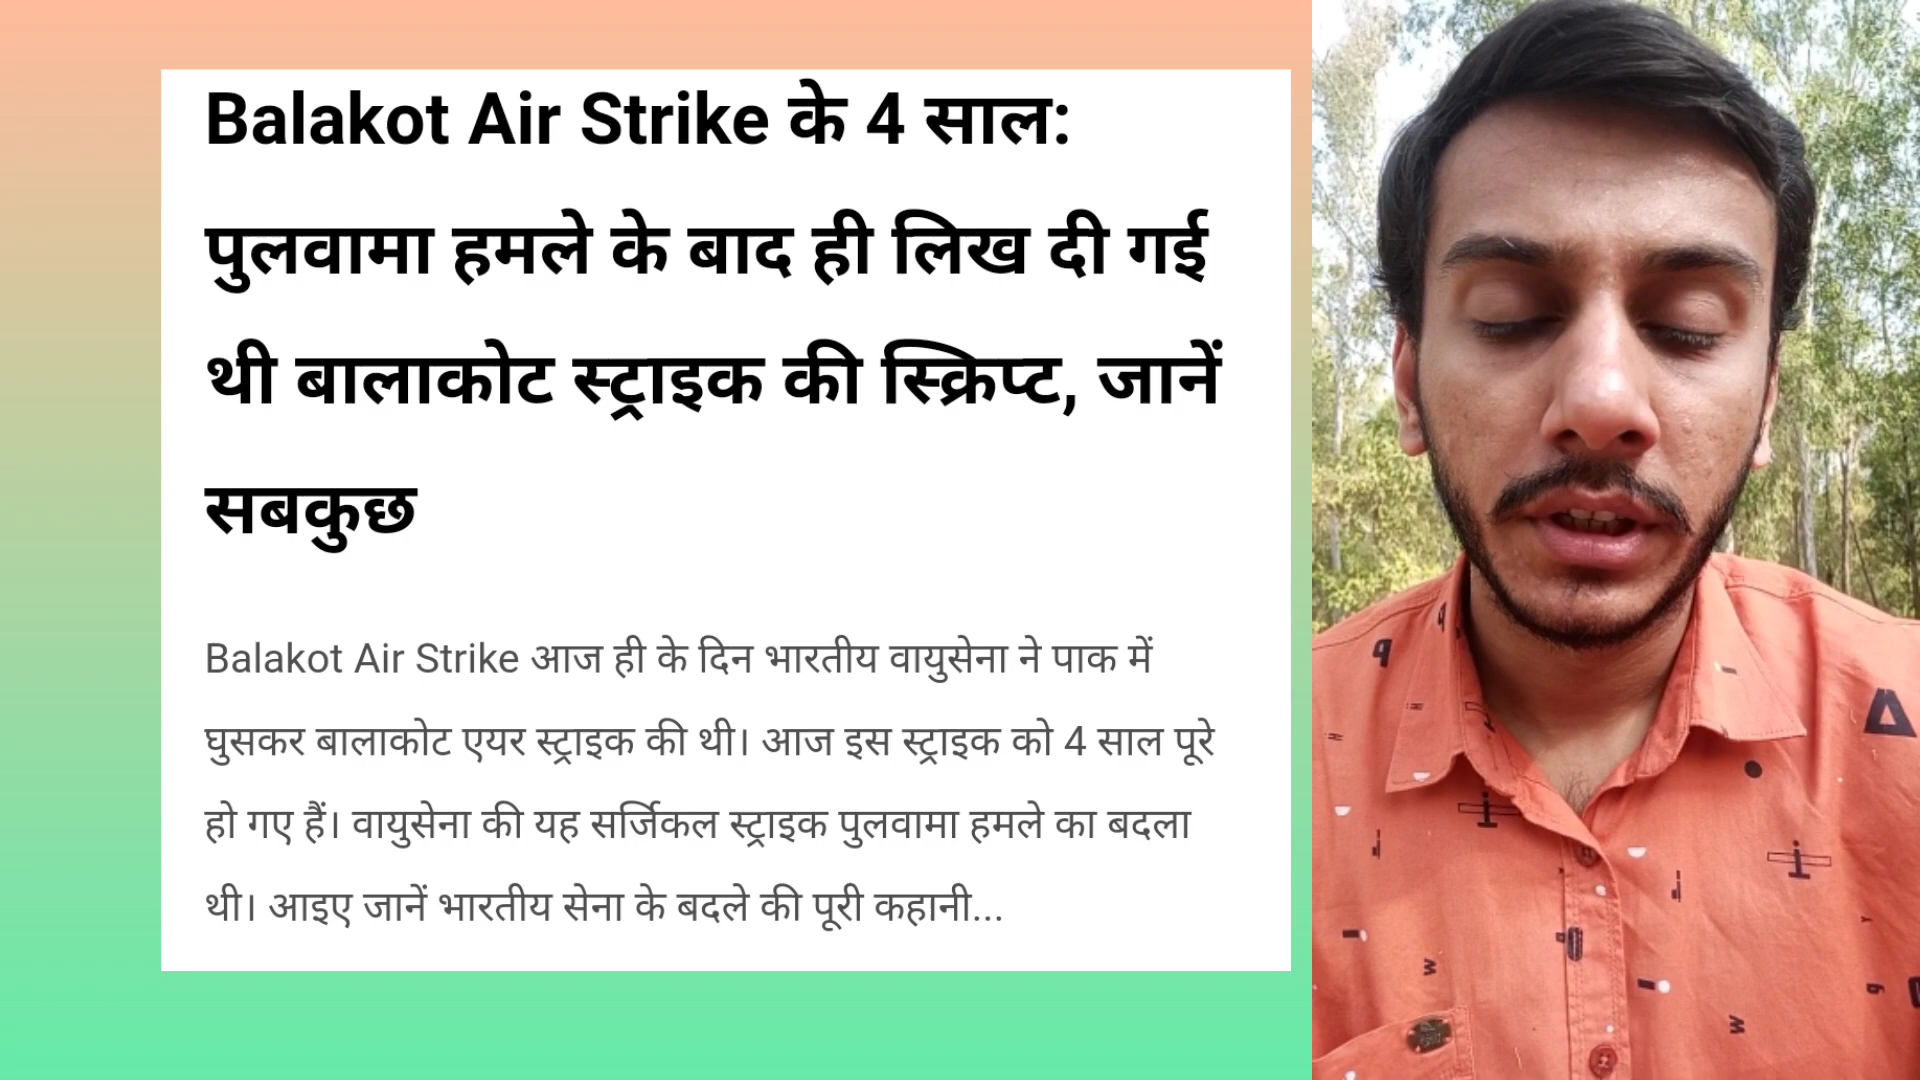 Balakot Air Strike के 4 साल:
पुलवामा हमले के बाद ही लिख दी गई
थी बालाकोट स्ट्राइक की स्क्रिप्ट, जानें
सबकुछ
Balakot Air Strike आज ही के दिन भारतीय वायुसेना ने पाक में
घुसकर बालाकोट एयर स्ट्राइक की थी। आज इस स्ट्राइक को 4 साल पूरे
हो गए हैं। वायुसेना की यह सर्जिकल स्ट्राइक पुलवामा हमले का बदला
थी। आइए जानें भारतीय सेना के बदले की पूरी कहानी...